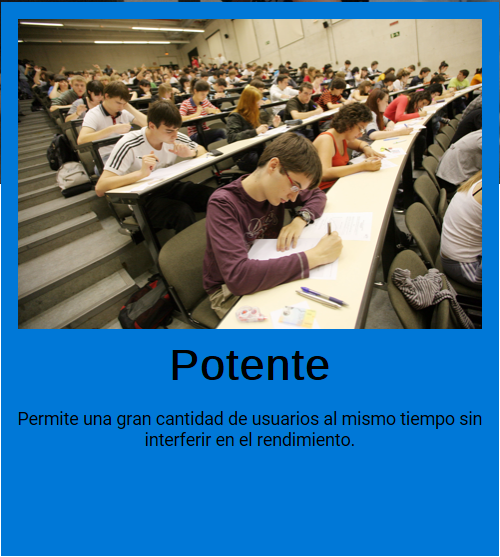 Potente
Permite una gran cantidad de usuarios al mismo tiempo sin
interferir en el rendimiento.